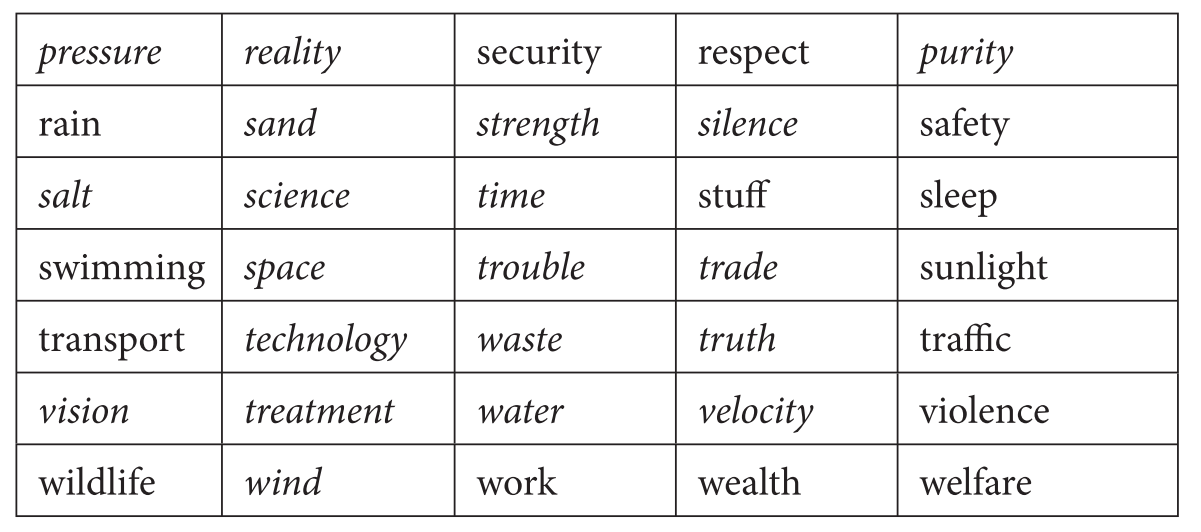 pressure reality security respect purity
rain sand strength silence safety
salt science time stuff sleep
swimming space trouble trade sunlight
transport technology waste truth traffic
vision treatment water velocity violence
wildlife wind work wealth welfare